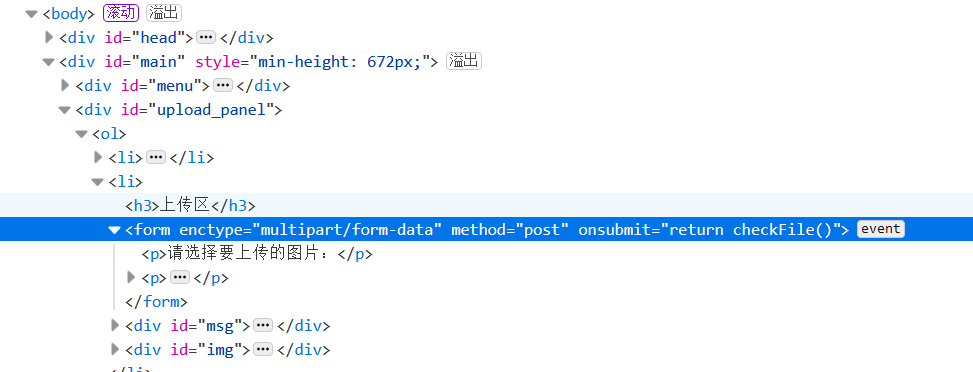 <body> 滚动 溢出
<div id="head"> ··· </div>
<div id="main" style="min-height: 672px;"> 溢出
<div id="menu"> ··· </div>
<div id="upload_panel">
<ol>
<li> ··· </li>
<li>
<h3>上传区</h3>
<form enctype="multipart/form-data" method="post" onsubmit="return checkFile()"> event
<p>请选择要上传的图片：</p>
<p> ··· </p>
</form>
<div id="msg"> ··· </div>
<div id="img"> ··· </div>
</li>